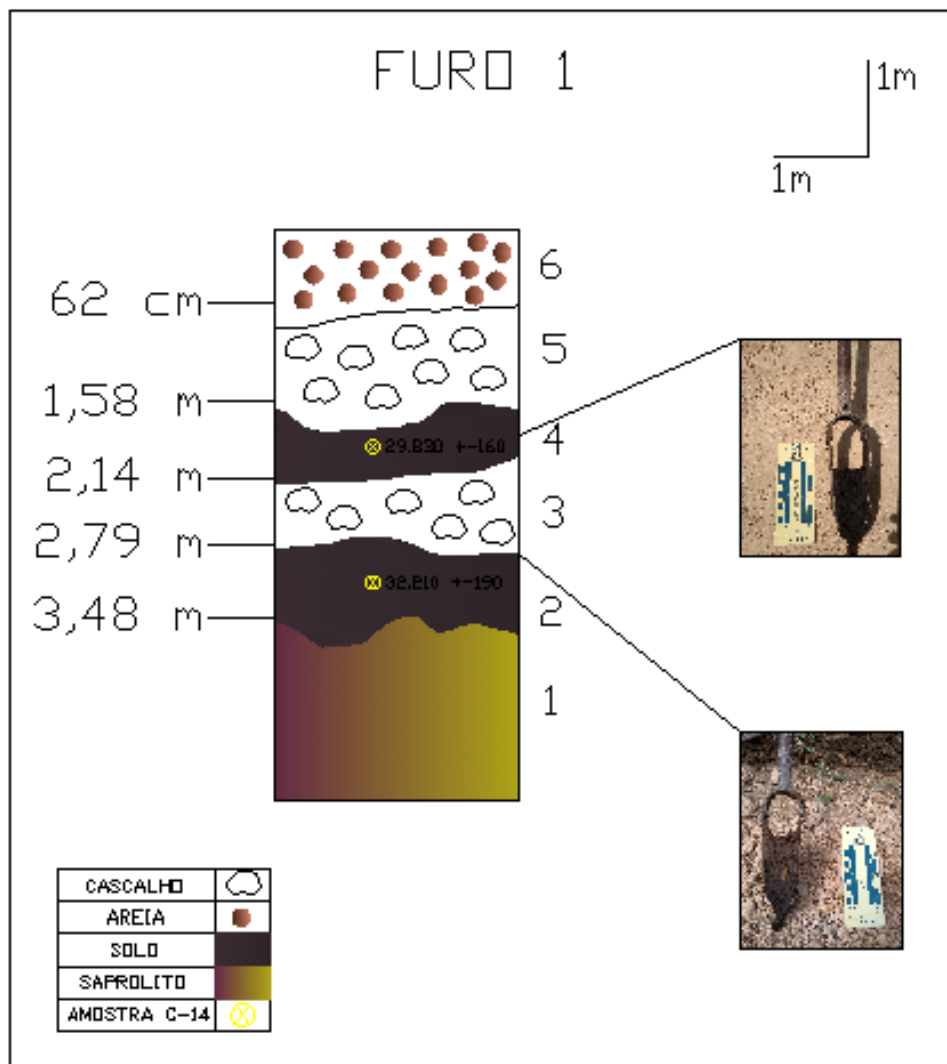 FURO 1
1m
1m
6
62 cm
5
1,58 m
4
29.830 +-160
2,14 m
3
2,79 m
32.210 +-190
3,48 m
2
1
CASCALHO
AREIA
SOLO
SAPROLITO
AMOSTRA C-14